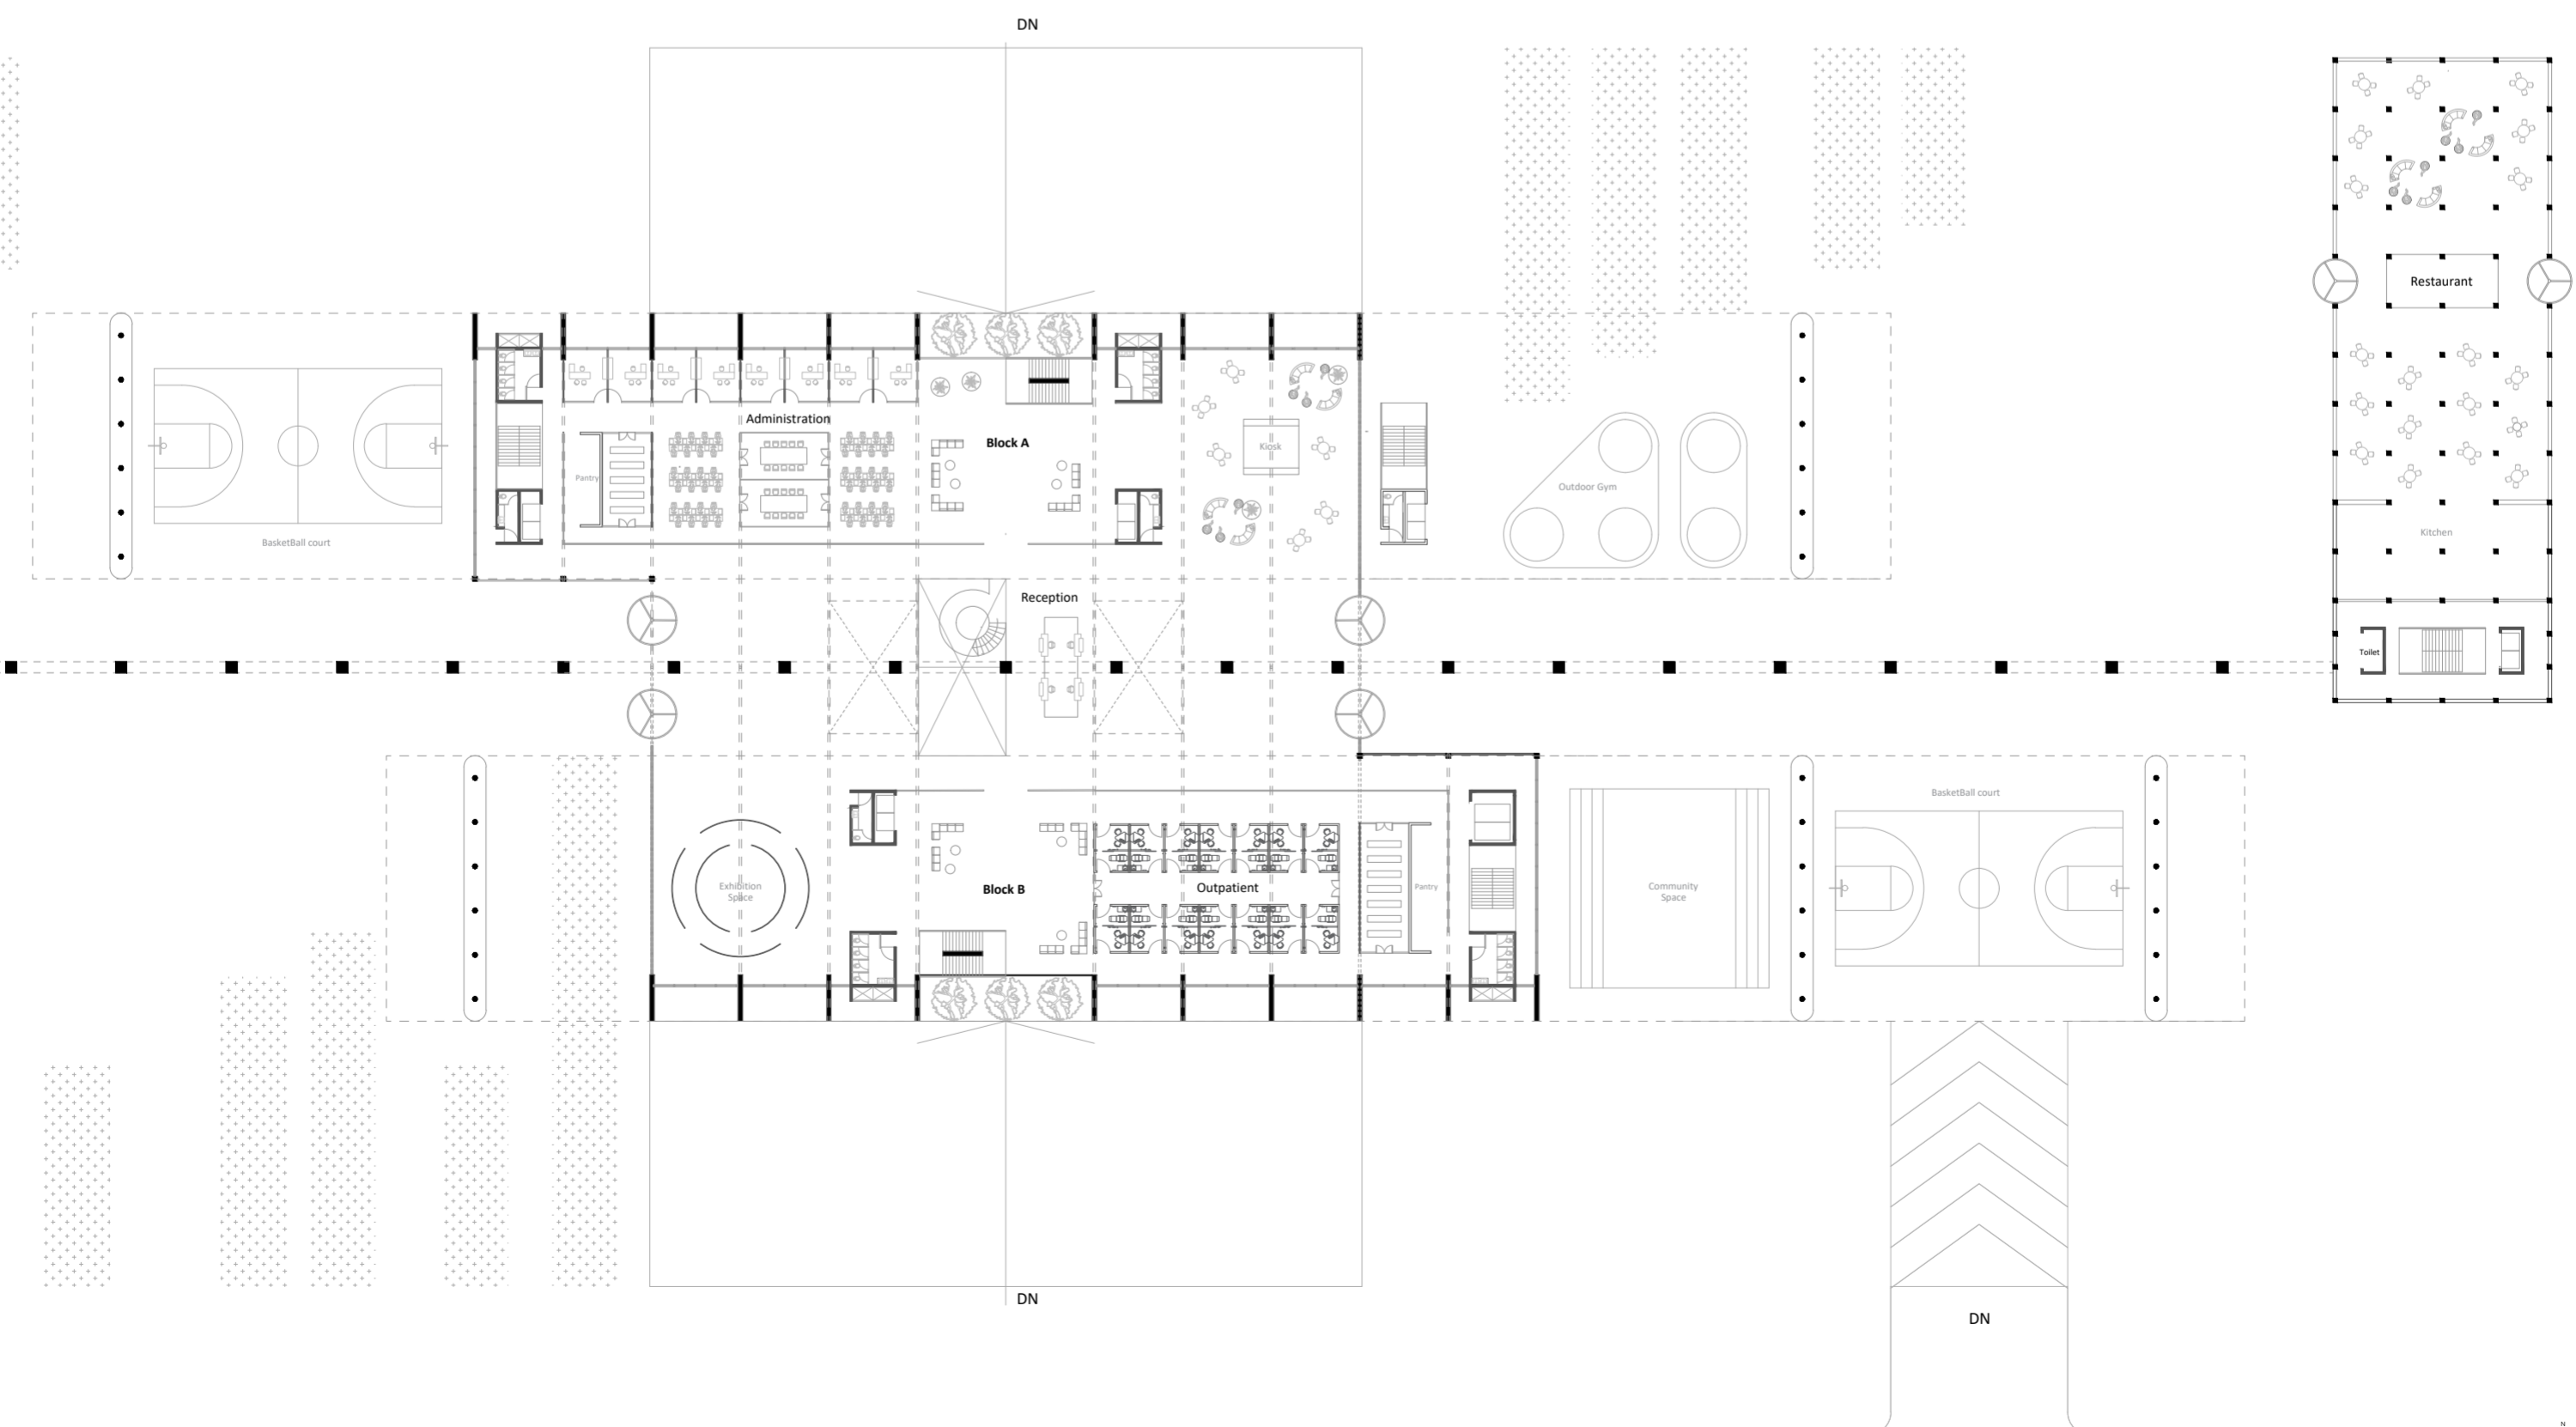 DN
Restaurant
Administration
Block A
Kiosk
Pantry
Outdoor Gym
BasketBall court
Kitchen
Reception
Toilet
BasketBall court
Exhibition
Space
Block B
Outpatient
Pantry
Community
Space
DN
DN
N